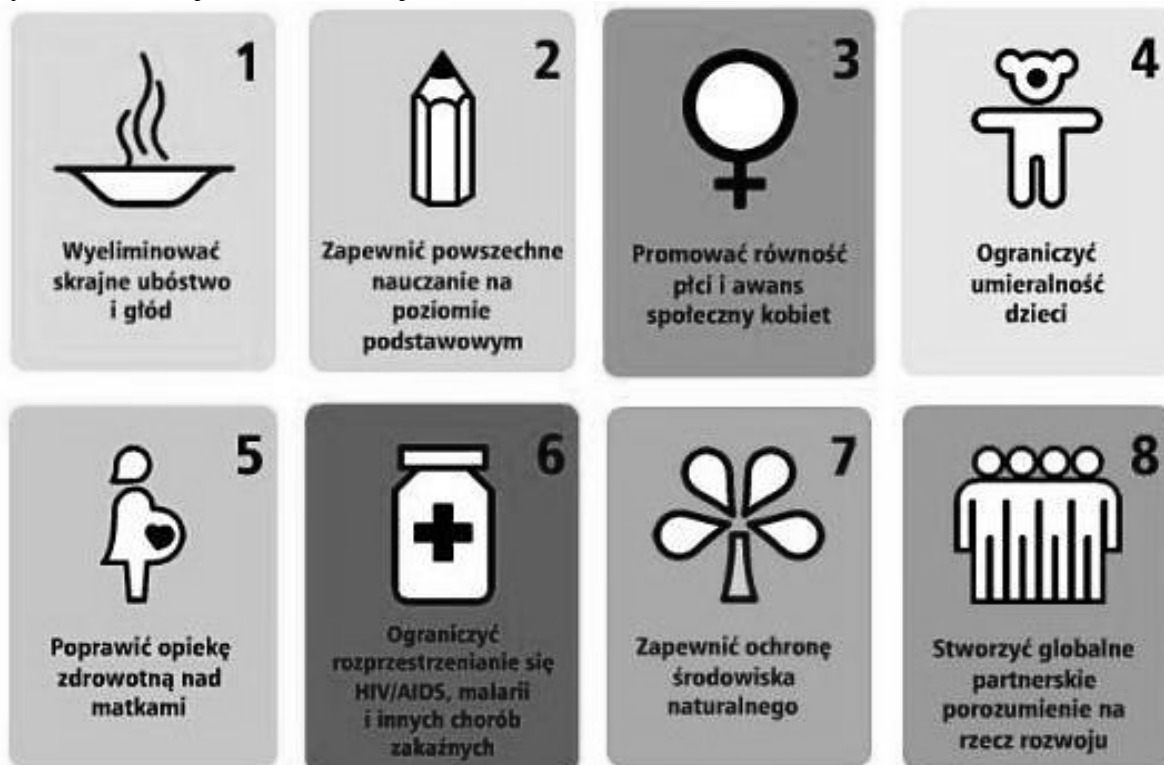 1
Wyeliminować
skrajne ubóstwo
i głód
2
Zapewnić powszechne
nauczanie na
poziomie
podstawowym
3
Promować równość
płci i awans
społeczny kobiet
4
Ograniczyć
umieralność
dzieci
5
Poprawić opiekę
zdrowotną nad
matkami
6
Ograniczyć
rozprzestrzenianie się
HIV/AIDS, malarii
i innych chorób
zakaźnych
7
Zapewnić ochronę
środowiska
naturalnego
8
Stworzyć globalne
partnerskie
porozumienie na
rzecz rozwoju